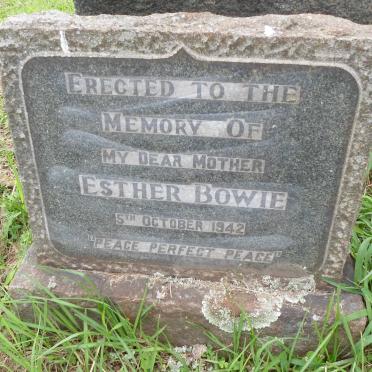 ERECTED TO THE
MEMORY OF
MY DEAR MOTHER
ESTHER BOWIE
5TH OCTOBER 1942
"PEACE PERFECT PEACE"